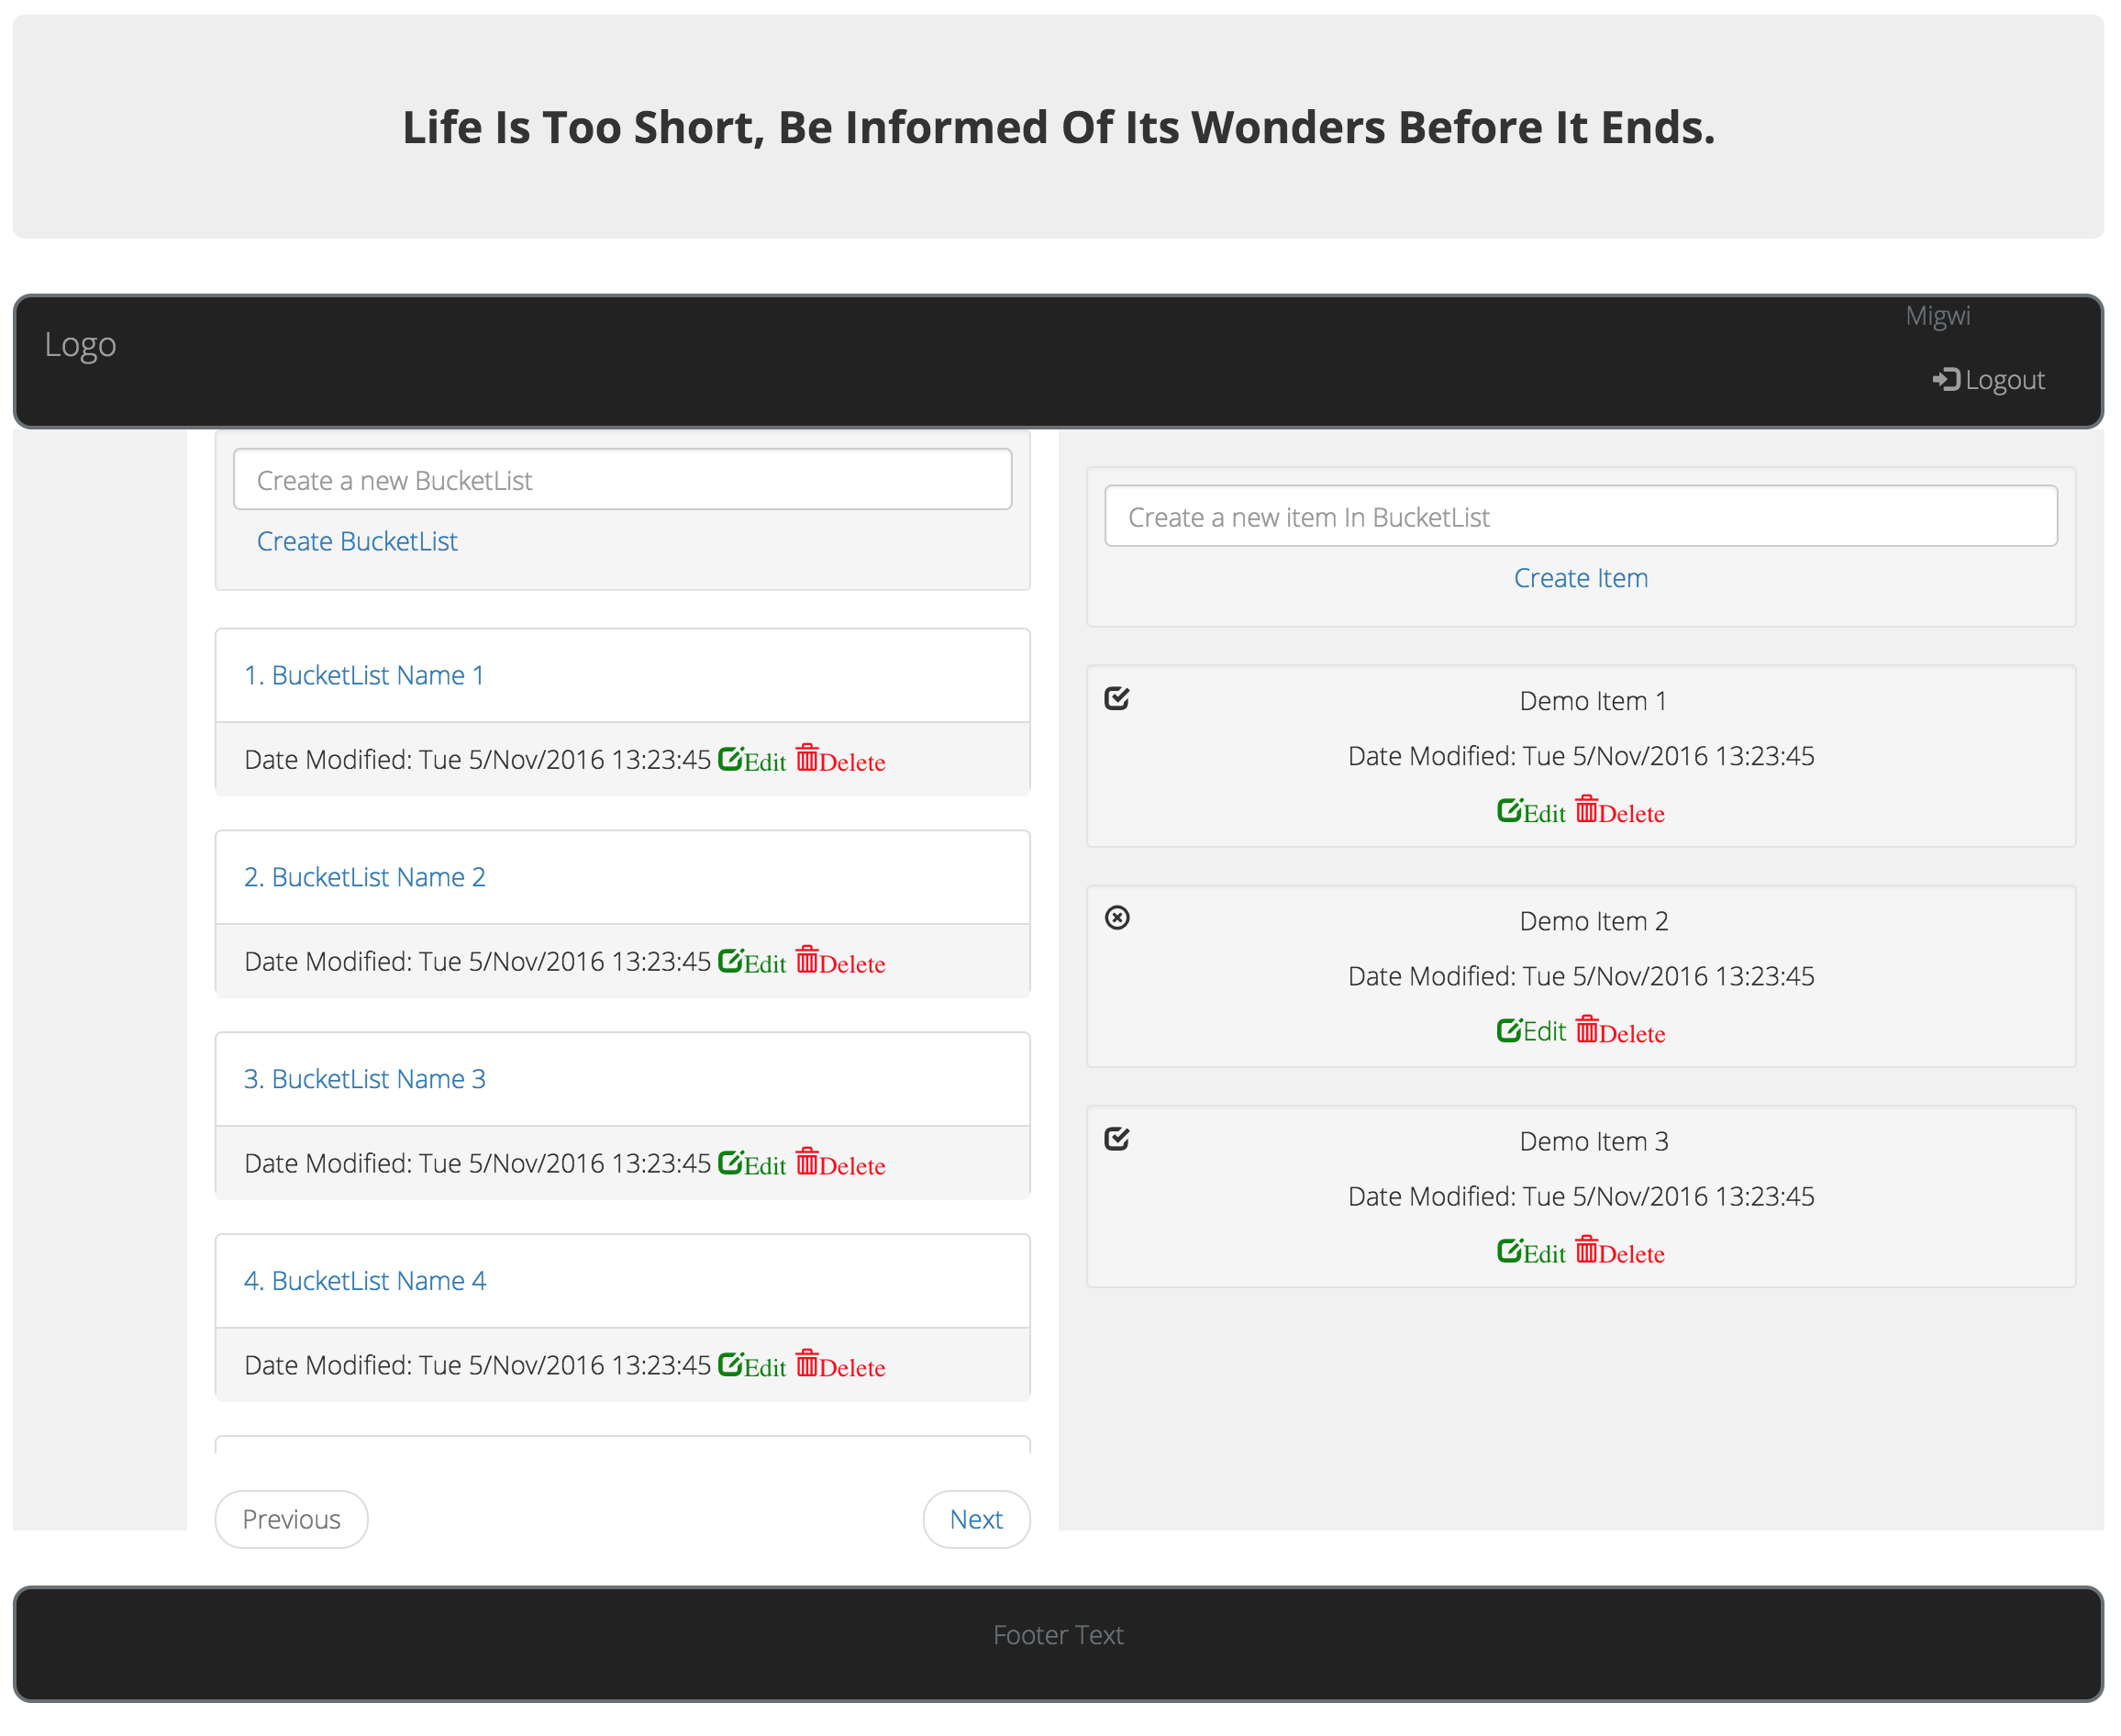 Life Is Too Short, Be Informed Of Its Wonders Before It Ends.
Logo
Migwi
Logout
Create a new BucketList
Create BucketList
1. BucketList Name 1
Date Modified: Tue 5/Nov/2016 13:23:45 Edit Delete
2. BucketList Name 2
Date Modified: Tue 5/Nov/2016 13:23:45 Edit Delete
3. BucketList Name 3
Date Modified: Tue 5/Nov/2016 13:23:45 Edit Delete
4. BucketList Name 4
Date Modified: Tue 5/Nov/2016 13:23:45 Edit Delete
Previous
Next
Create a new item In BucketList
Create Item
Demo Item 1
Date Modified: Tue 5/Nov/2016 13:23:45
Edit Delete
Demo Item 2
Date Modified: Tue 5/Nov/2016 13:23:45
Edit Delete
Demo Item 3
Date Modified: Tue 5/Nov/2016 13:23:45
Edit Delete
Footer Text